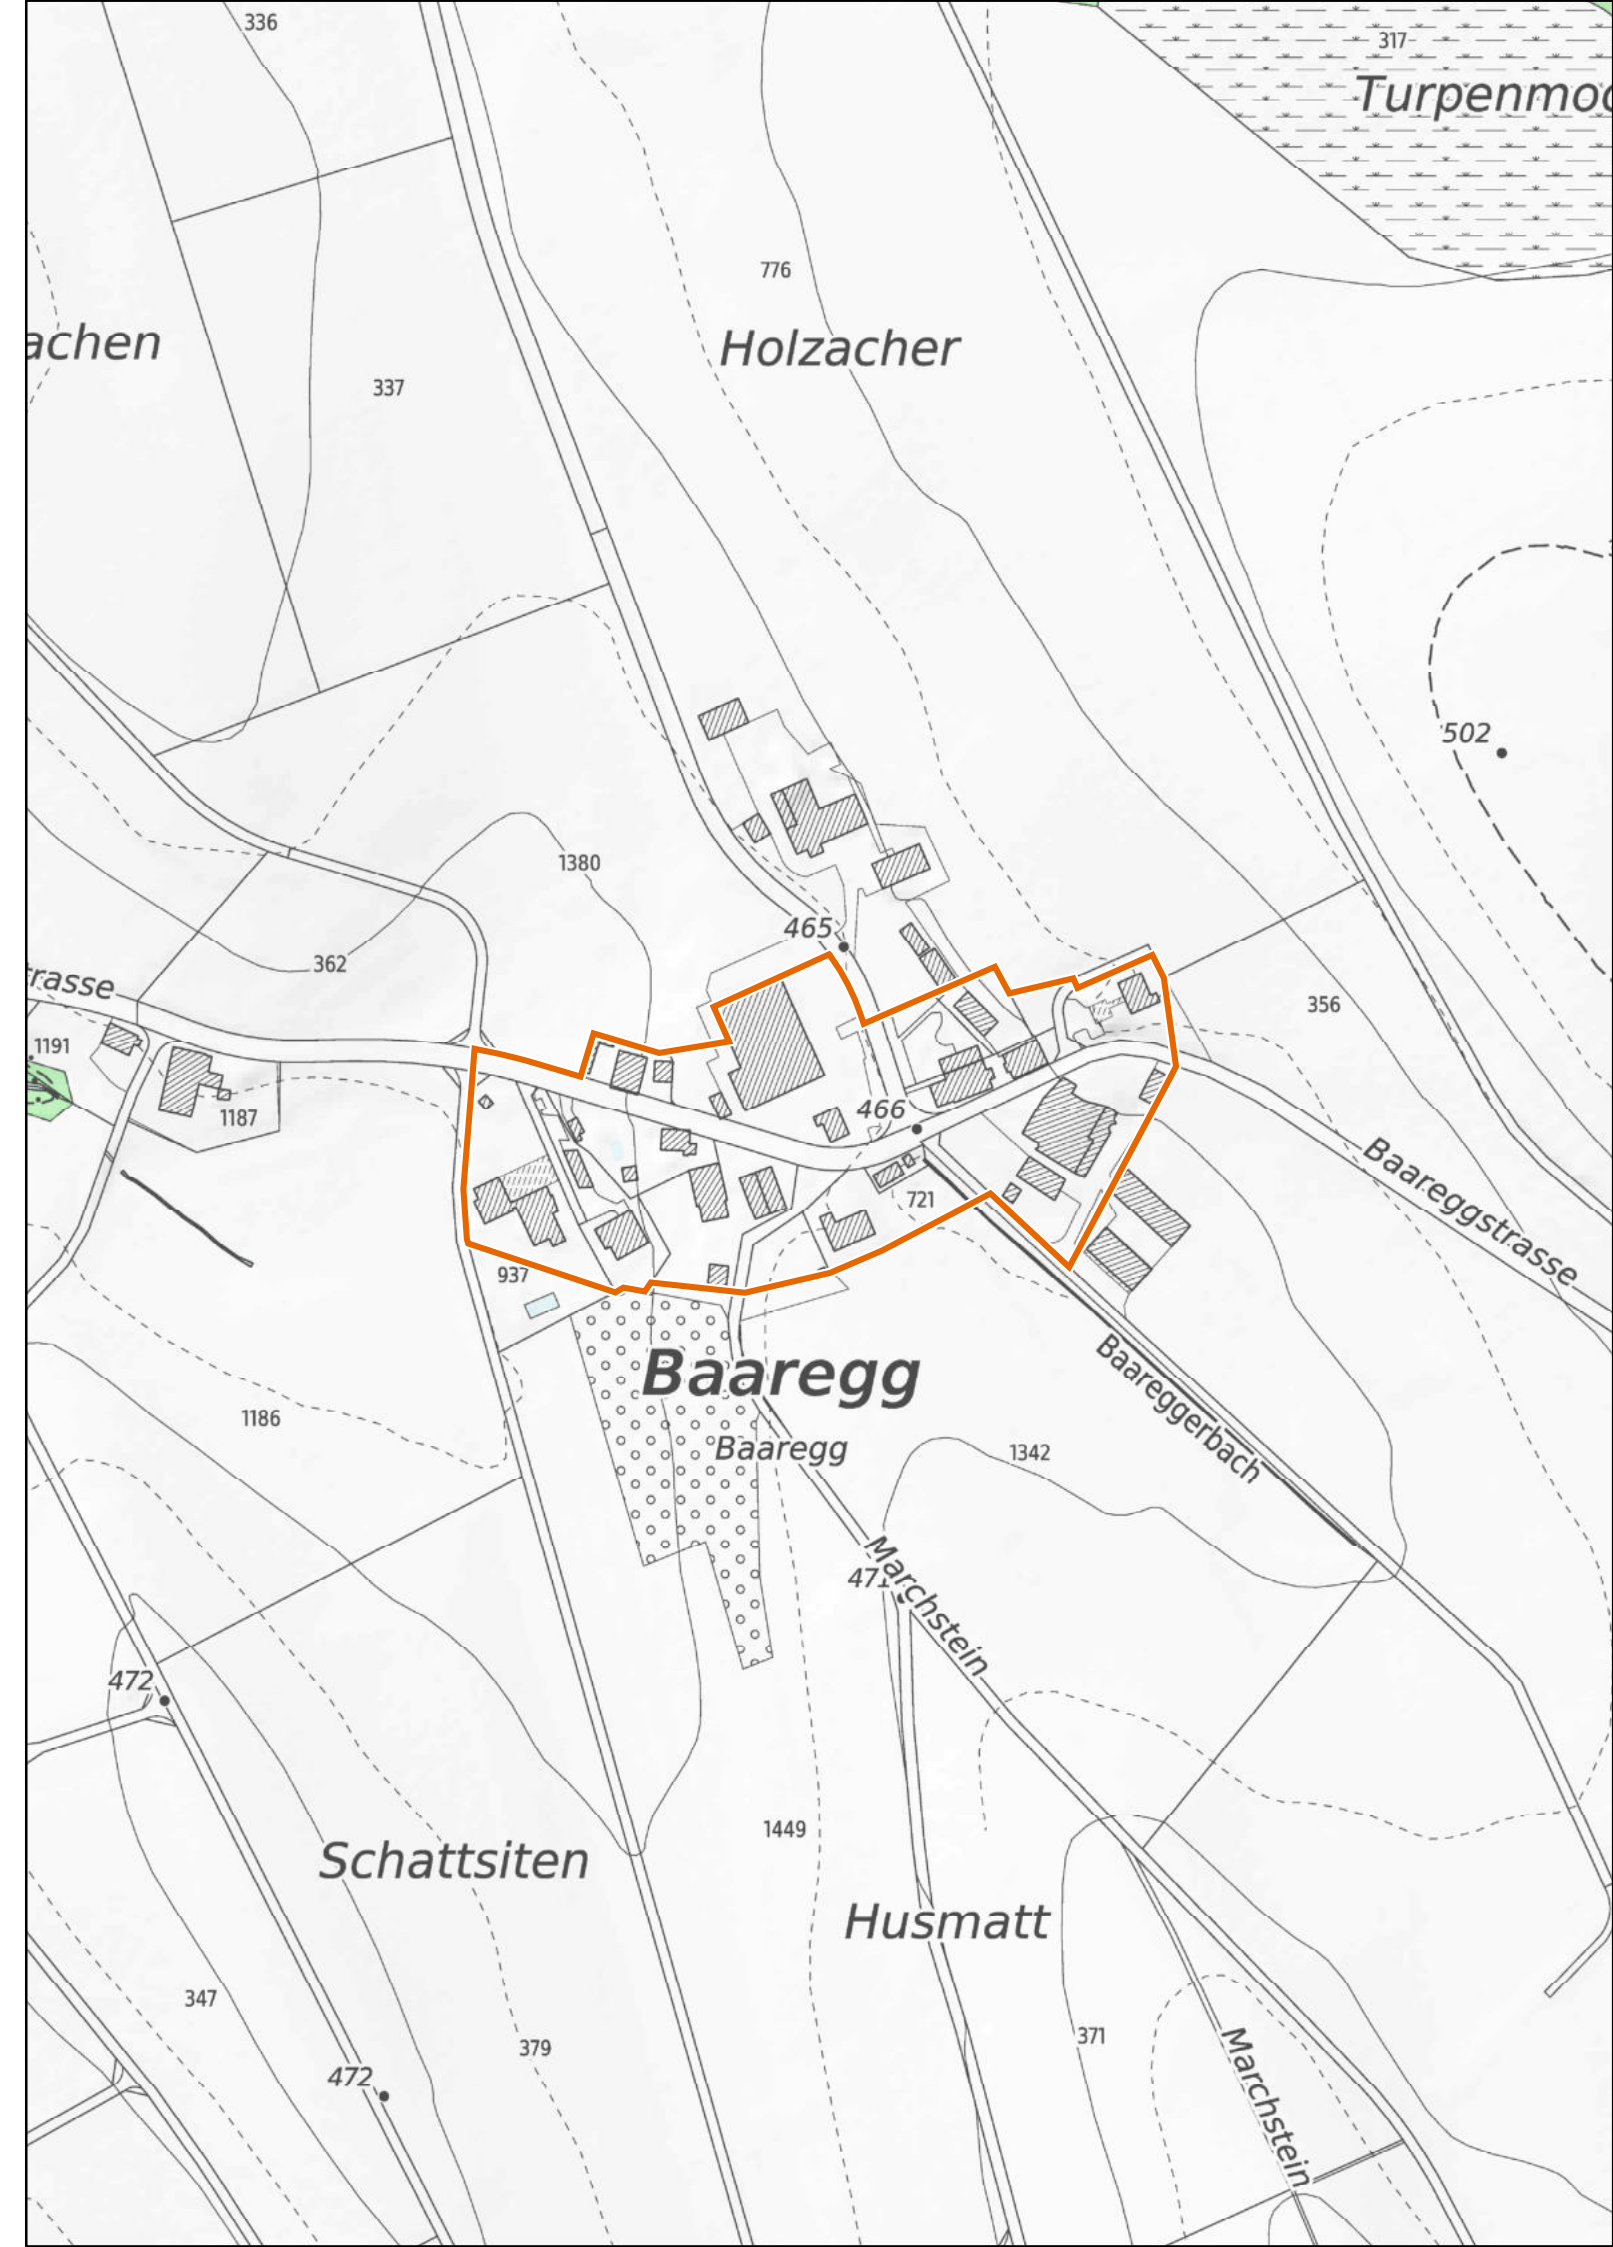 336
317
Turpenmoo
776
achen
Holzacher
337
502
1380
465
362
rasse
356
1191
466
1187
Baareggstrasse
721
937
Baaregg
Baareggerbach
1186
Baaregg
1342
Marchstein
471
472
1449
Schattsiten
Husmatt
347
371
379
Marchstein
472